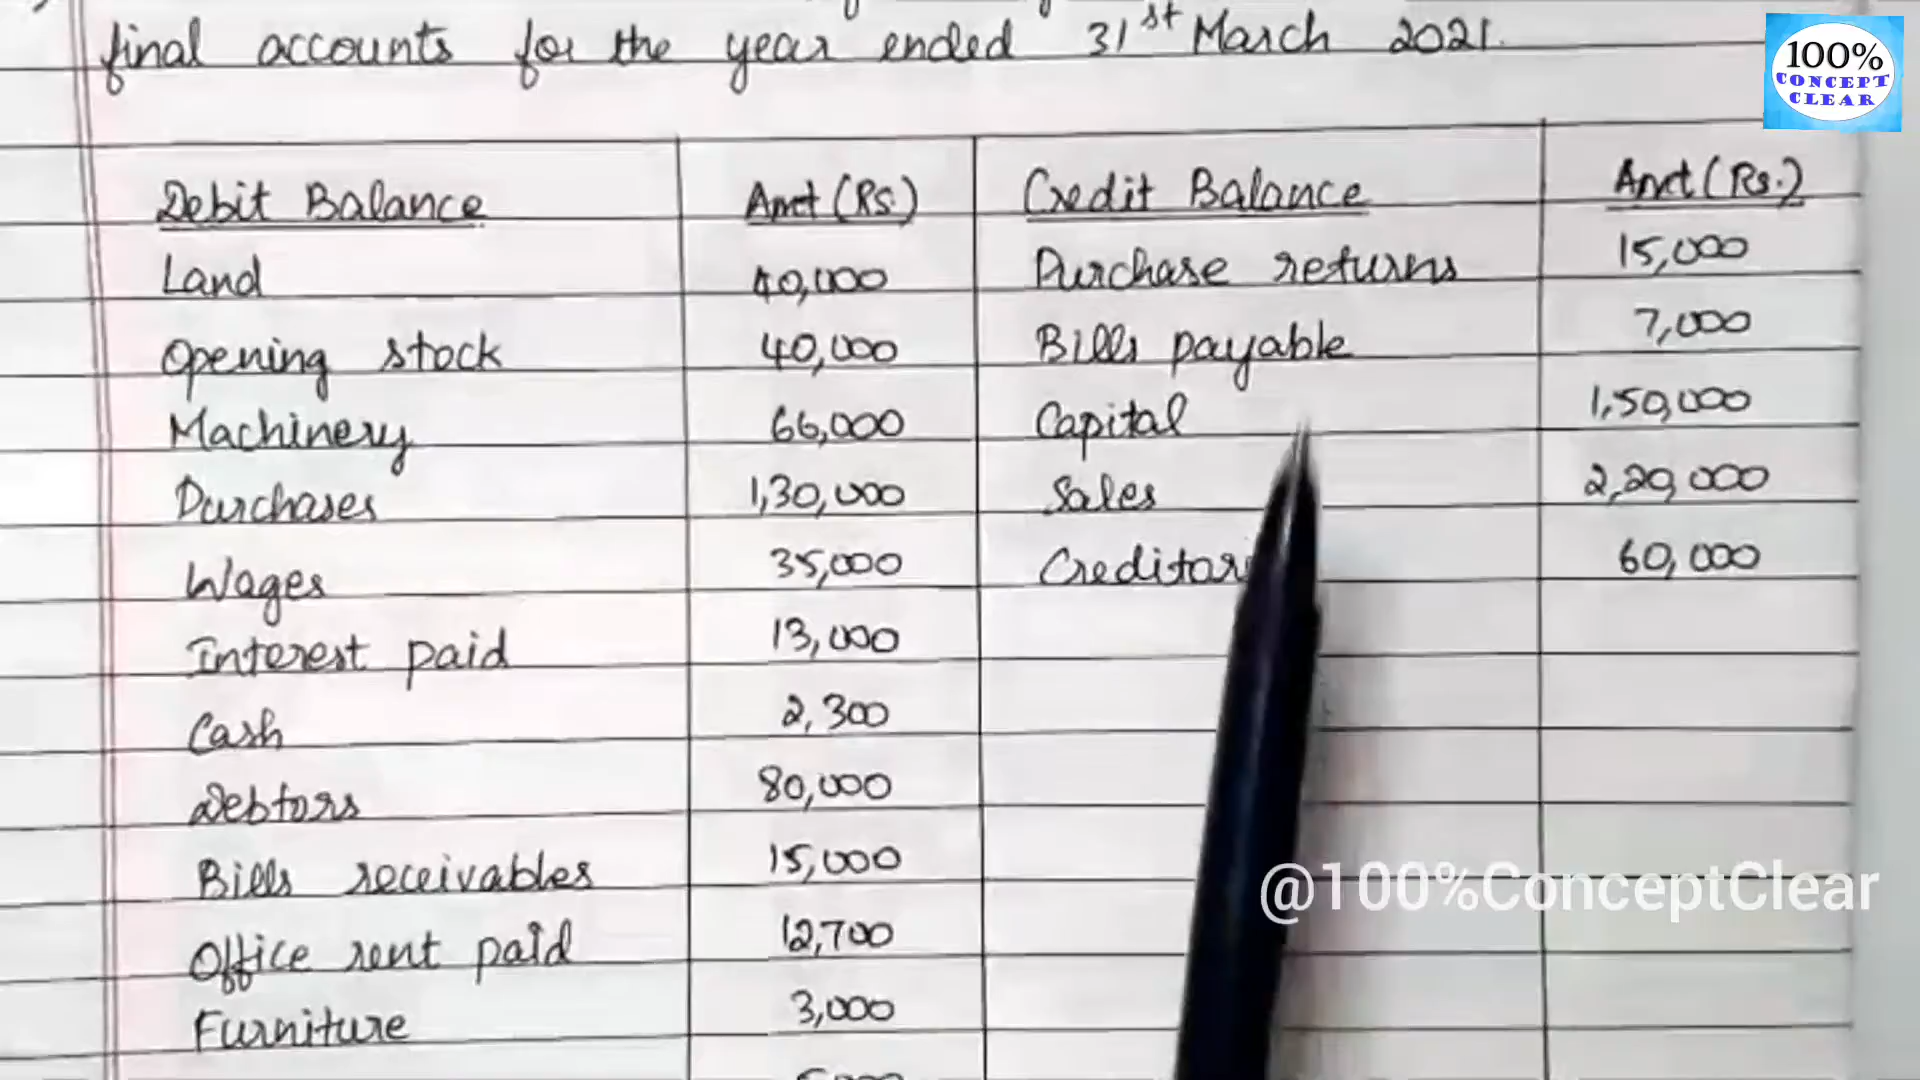 final accounts for the year ended 31st March 2021.
100%
CONCEPT
CLEAR
Debit Balance Amt (Rs.) Credit Balance Amt (Rs.)
Land 40,000 Purchase returns 15,000
Opening stock 40,000 Bills payable 7,000
Machinery 66,000 Capital 1,50,000
Purchases 1,30,000 Sales 2,20,000
Wages 35,000 Creditors 60,000
Interest paid 13,000
Cash 2,300
Debtors 80,000
Bills receivables 15,000
@100%ConceptClear
Office rent paid 12,700
Furniture 3,000